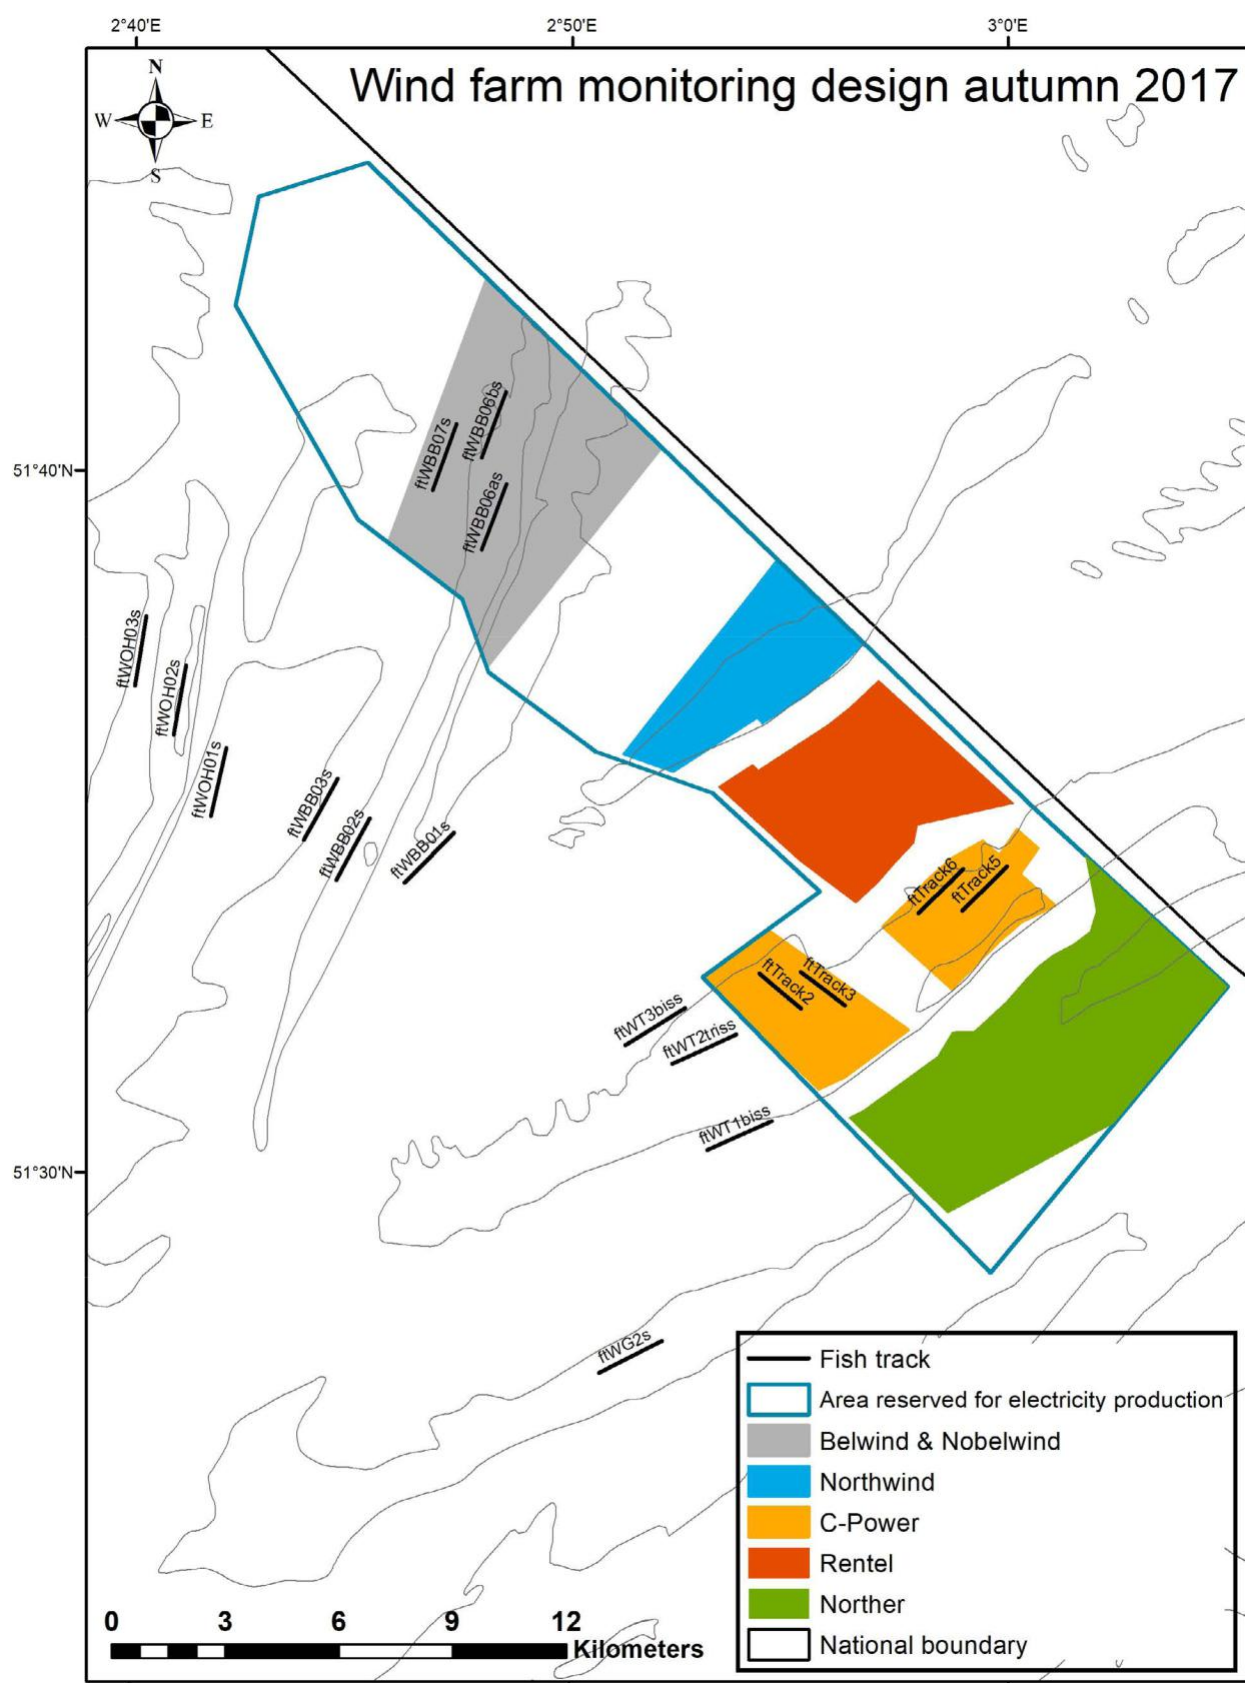 2°40'E 2°50'E 3°0'E
Wind farm monitoring design autumn 2017
N
W E
S
ftWBB06bs
ftWBB07s
51°40'N
ftWBB06as
ftWOH03s
ftWOH02s
ftWOH01s
ftWBB03s
ftWBB02s
ftWBB01s
ftTrack6
ftTrack5
ftTrack2
ftTrack3
ftWT3biss
ftWT2triss
ftWT1biss
51°30'N
ftWG2s
Fish track
Area reserved for electricity production
Belwind & Nobelwind
Northwind
C-Power
Rentel
Norther
National boundary
0 3 6 9 12
Kilometers